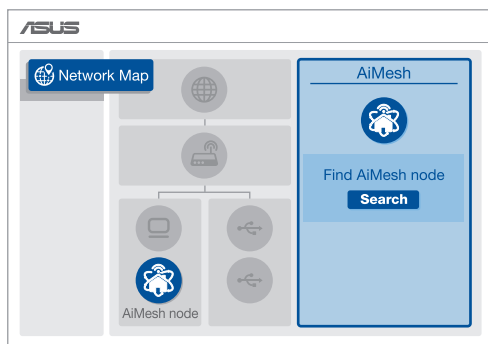 ASUS
Network Map
AiMesh
Find AiMesh node
Search
AiMesh node